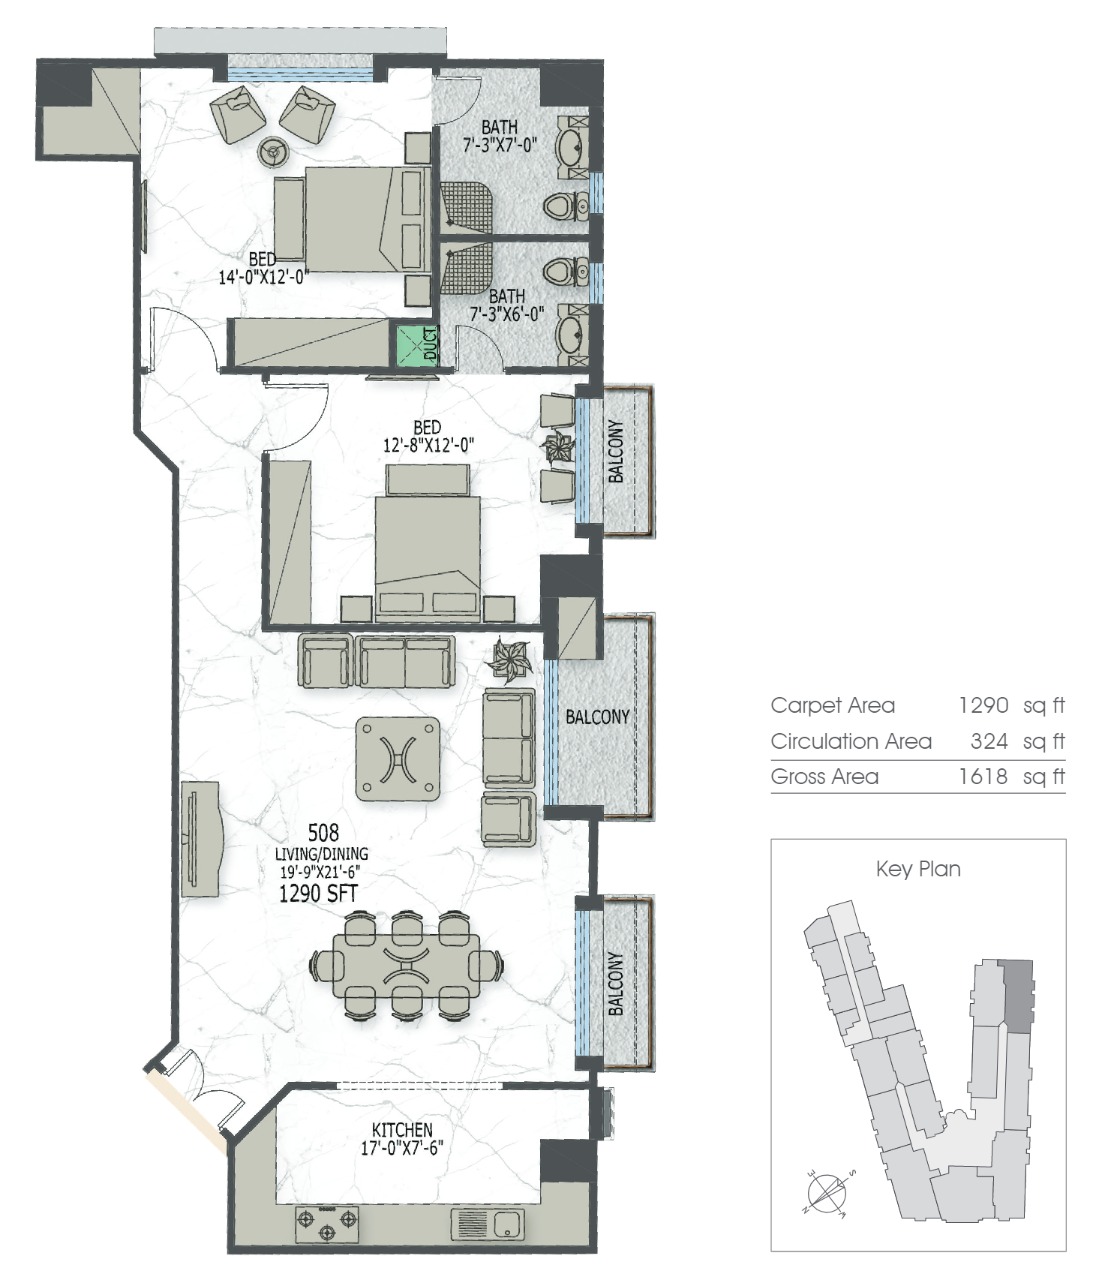 BATH
7'-3"X7'-0"
BED
14'-0"X12'-0"
BATH
7'-3"X6'-0"
DUCT
BED
12'-8"X12'-0"
BALCONY
BALCONY
Carpet Area 1290 sq ft
Circulation Area 324 sq ft
Gross Area 1618 sq ft
508
LIVING/DINING
19'-9"X21'-6"
1290 SFT
BALCONY
KITCHEN
17'-0"X7'-6"
Key Plan
E S
N W